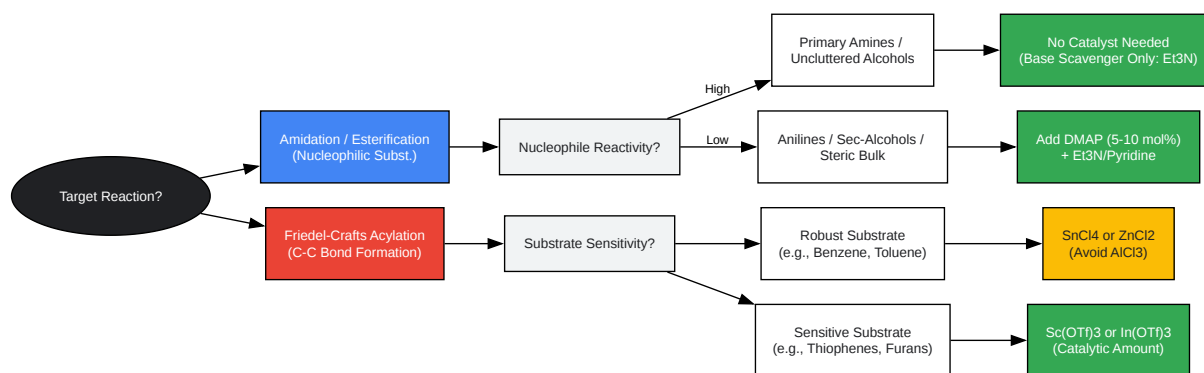 Target Reaction?
Amidation / Esterification
(Nucleophilic Subst.)
Nucleophile Reactivity?
High
Primary Amines /
Uncluttered Alcohols
No Catalyst Needed
(Base Scavenger Only: Et3N)
Low
Anilines / Sec-Alcohols /
Steric Bulk
Add DMAP (5-10 mol%)
+ Et3N/Pyridine
Friedel-Crafts Acylation
(C-C Bond Formation)
Substrate Sensitivity?
Robust Substrate
(e.g., Benzene, Toluene)
SnCl4 or ZnCl2
(Avoid AlCl3)
Sensitive Substrate
(e.g., Thiophenes, Furans)
Sc(OTf)3 or In(OTf)3
(Catalytic Amount)